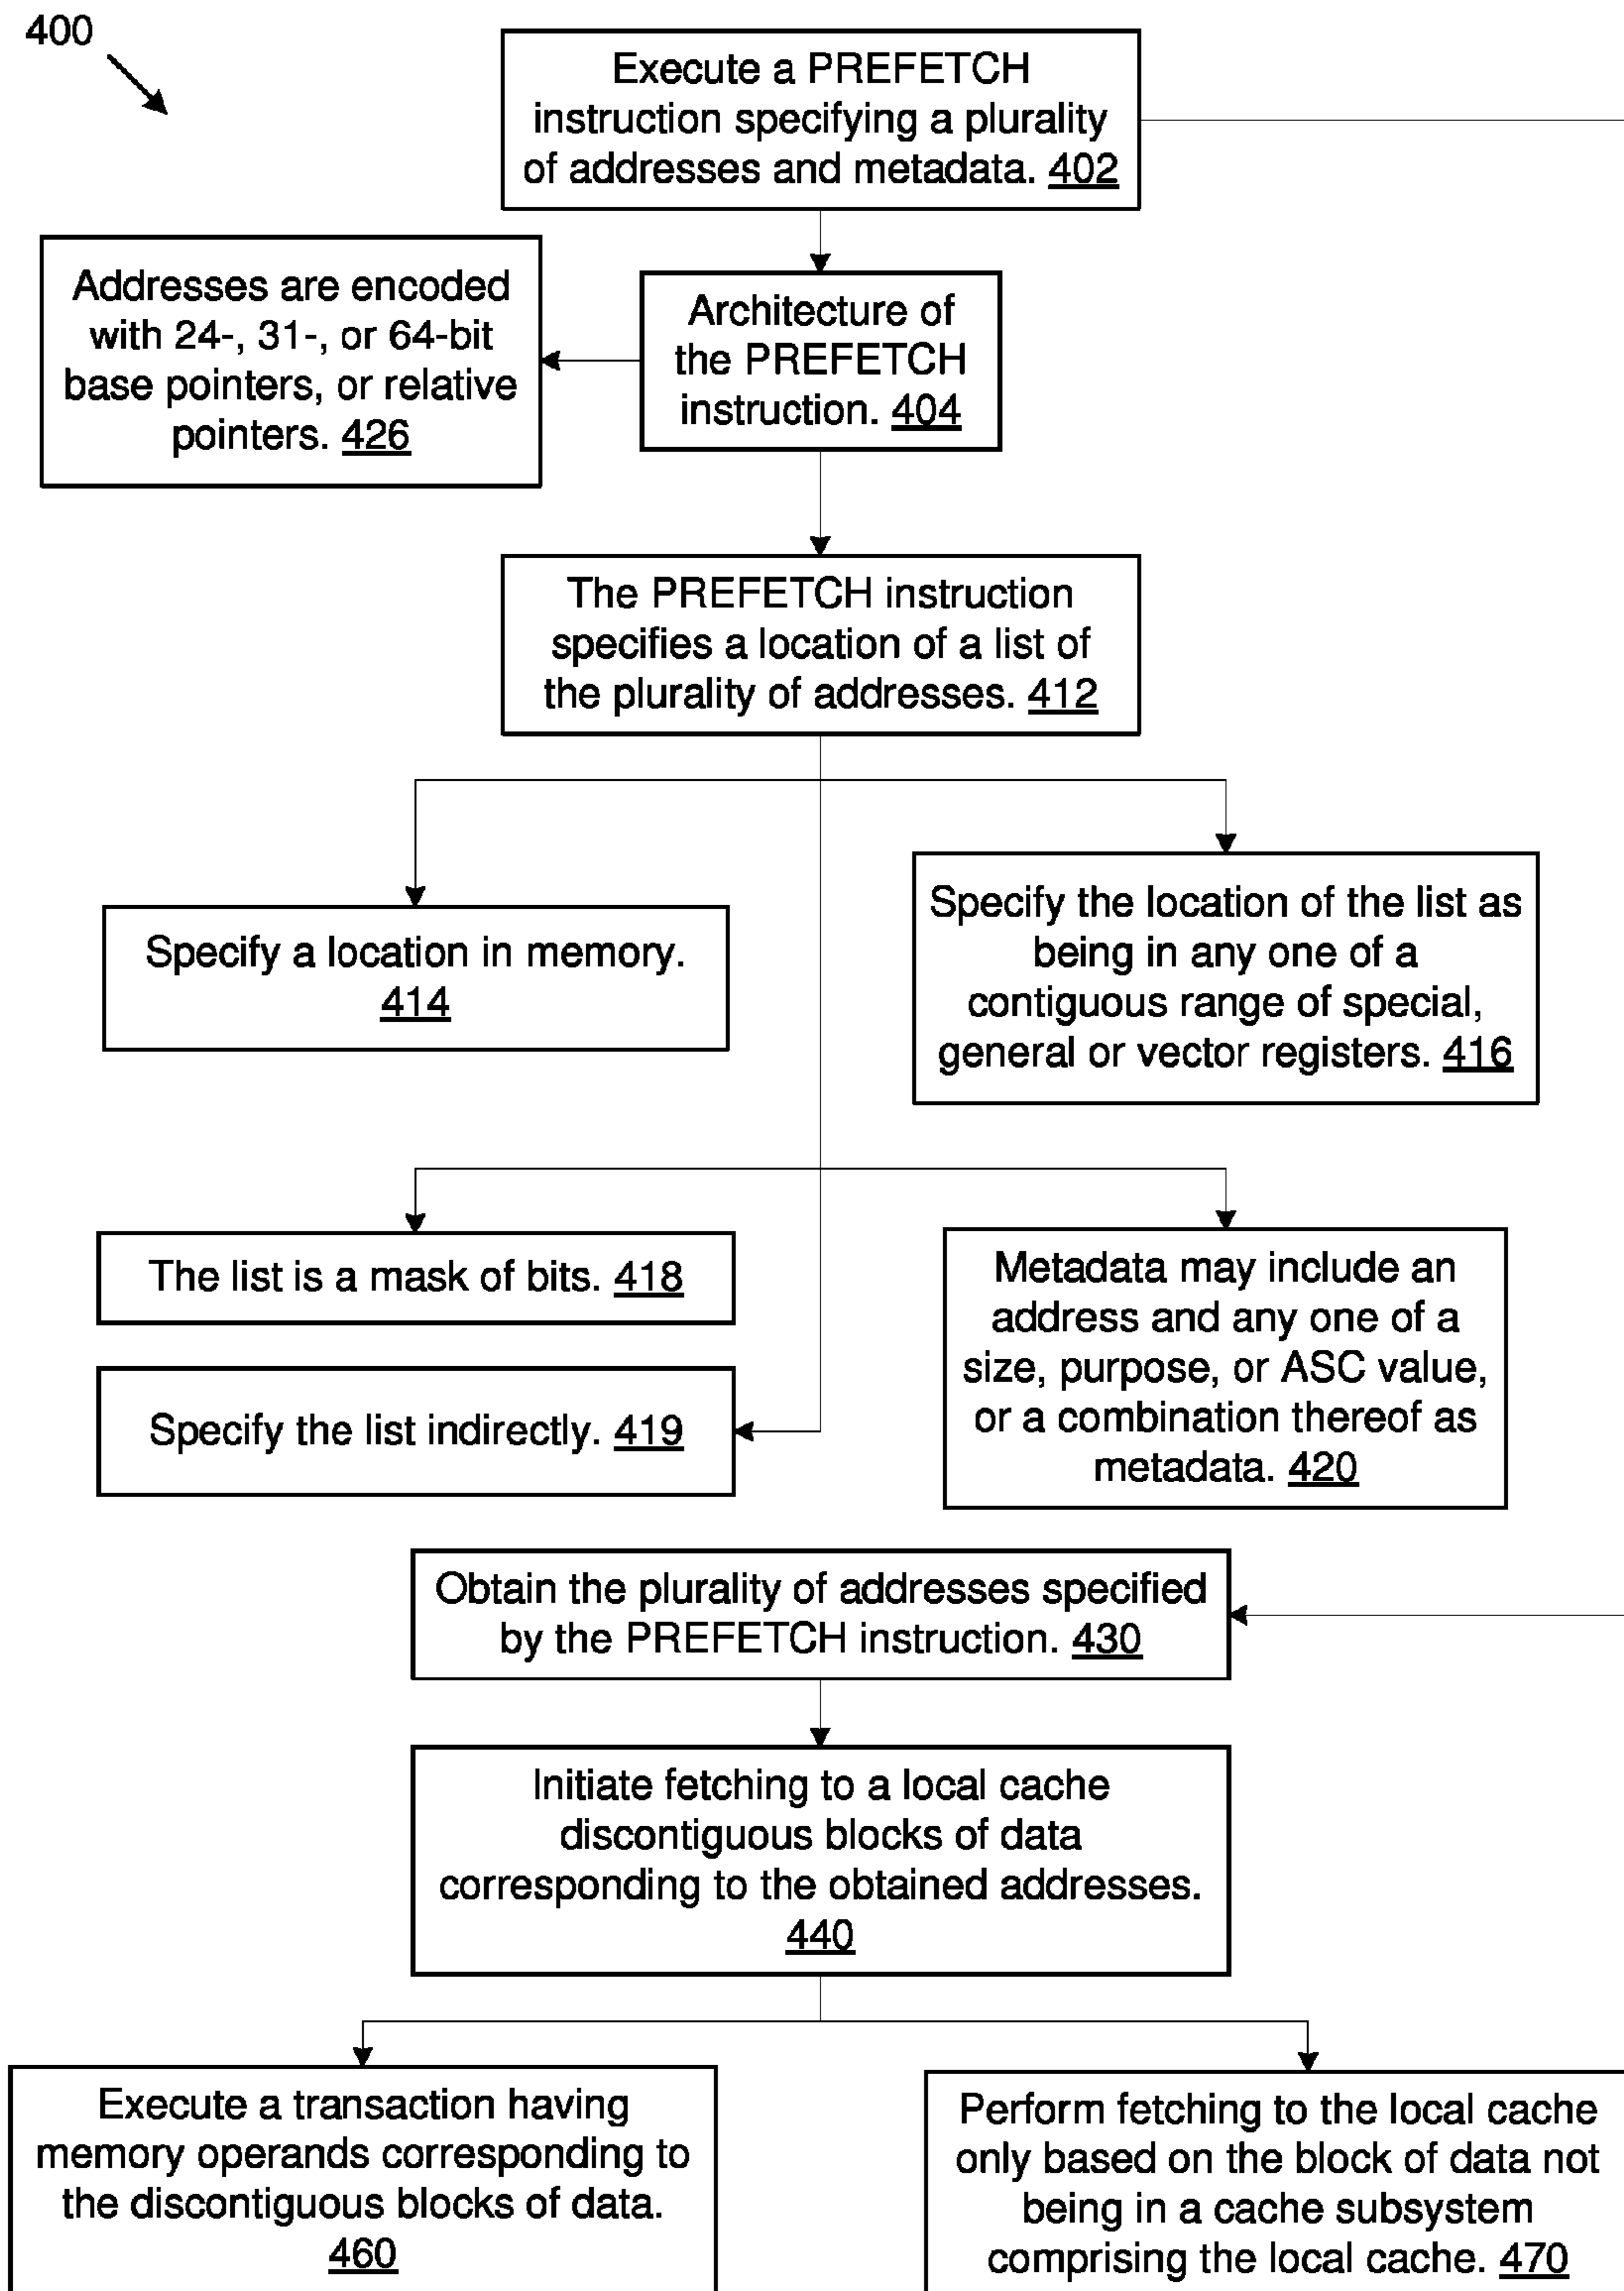 400
Execute a PREFETCH
instruction specifying a plurality
of addresses and metadata. 402
Addresses are encoded
with 24-, 31-, or 64-bit
base pointers, or relative
pointers. 426
Architecture of
the PREFETCH
instruction. 404
The PREFETCH instruction
specifies a location of a list of
the plurality of addresses. 412
Specify a location in memory.
414
Specify the location of the list as
being in any one of a
contiguous range of special,
general or vector registers. 416
The list is a mask of bits. 418
Specify the list indirectly. 419
Metadata may include an
address and any one of a
size, purpose, or ASC value,
or a combination thereof as
metadata. 420
Obtain the plurality of addresses specified
by the PREFETCH instruction. 430
Initiate fetching to a local cache
discontiguous blocks of data
corresponding to the obtained addresses.
440
Execute a transaction having
memory operands corresponding to
the discontiguous blocks of data.
460
Perform fetching to the local cache
only based on the block of data not
being in a cache subsystem
comprising the local cache. 470